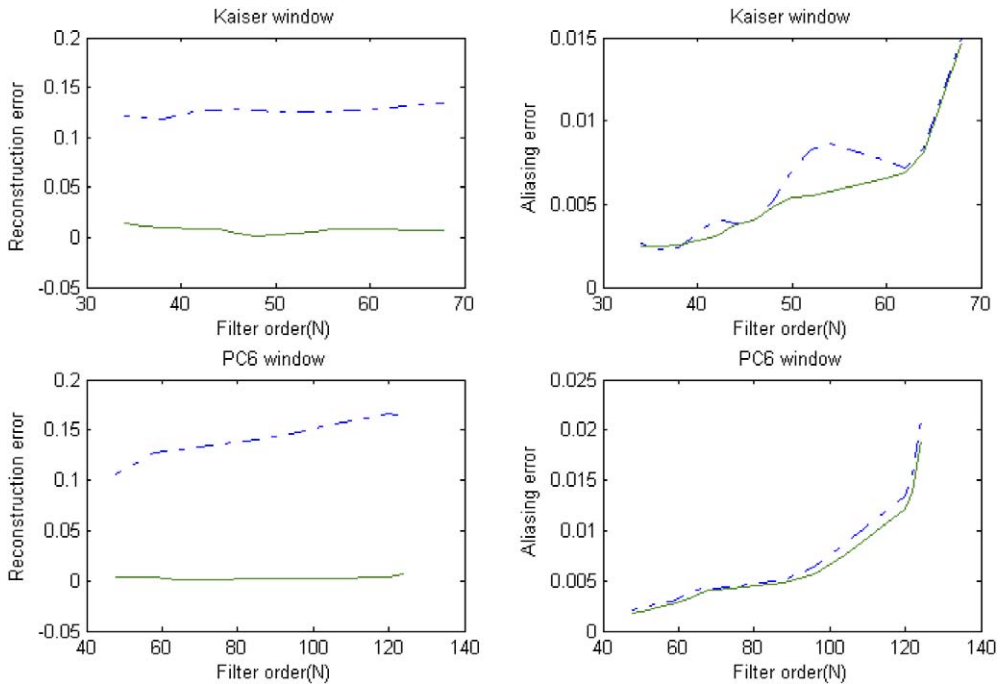 Kaiser window
0.2
0.15
0.1
0.05
0
-0.05
30 40 50 60 70
Reconstruction error
Filter order(N)
Kaiser window
0.015
0.01
0.005
0
30 40 50 60 70
Aliasing error
Filter order(N)
PC6 window
0.2
0.15
0.1
0.05
0
-0.05
40 60 80 100 120 140
Reconstruction error
Filter order(N)
PC6 window
0.025
0.02
0.015
0.01
0.005
0
40 60 80 100 120 140
Aliasing error
Filter order(N)